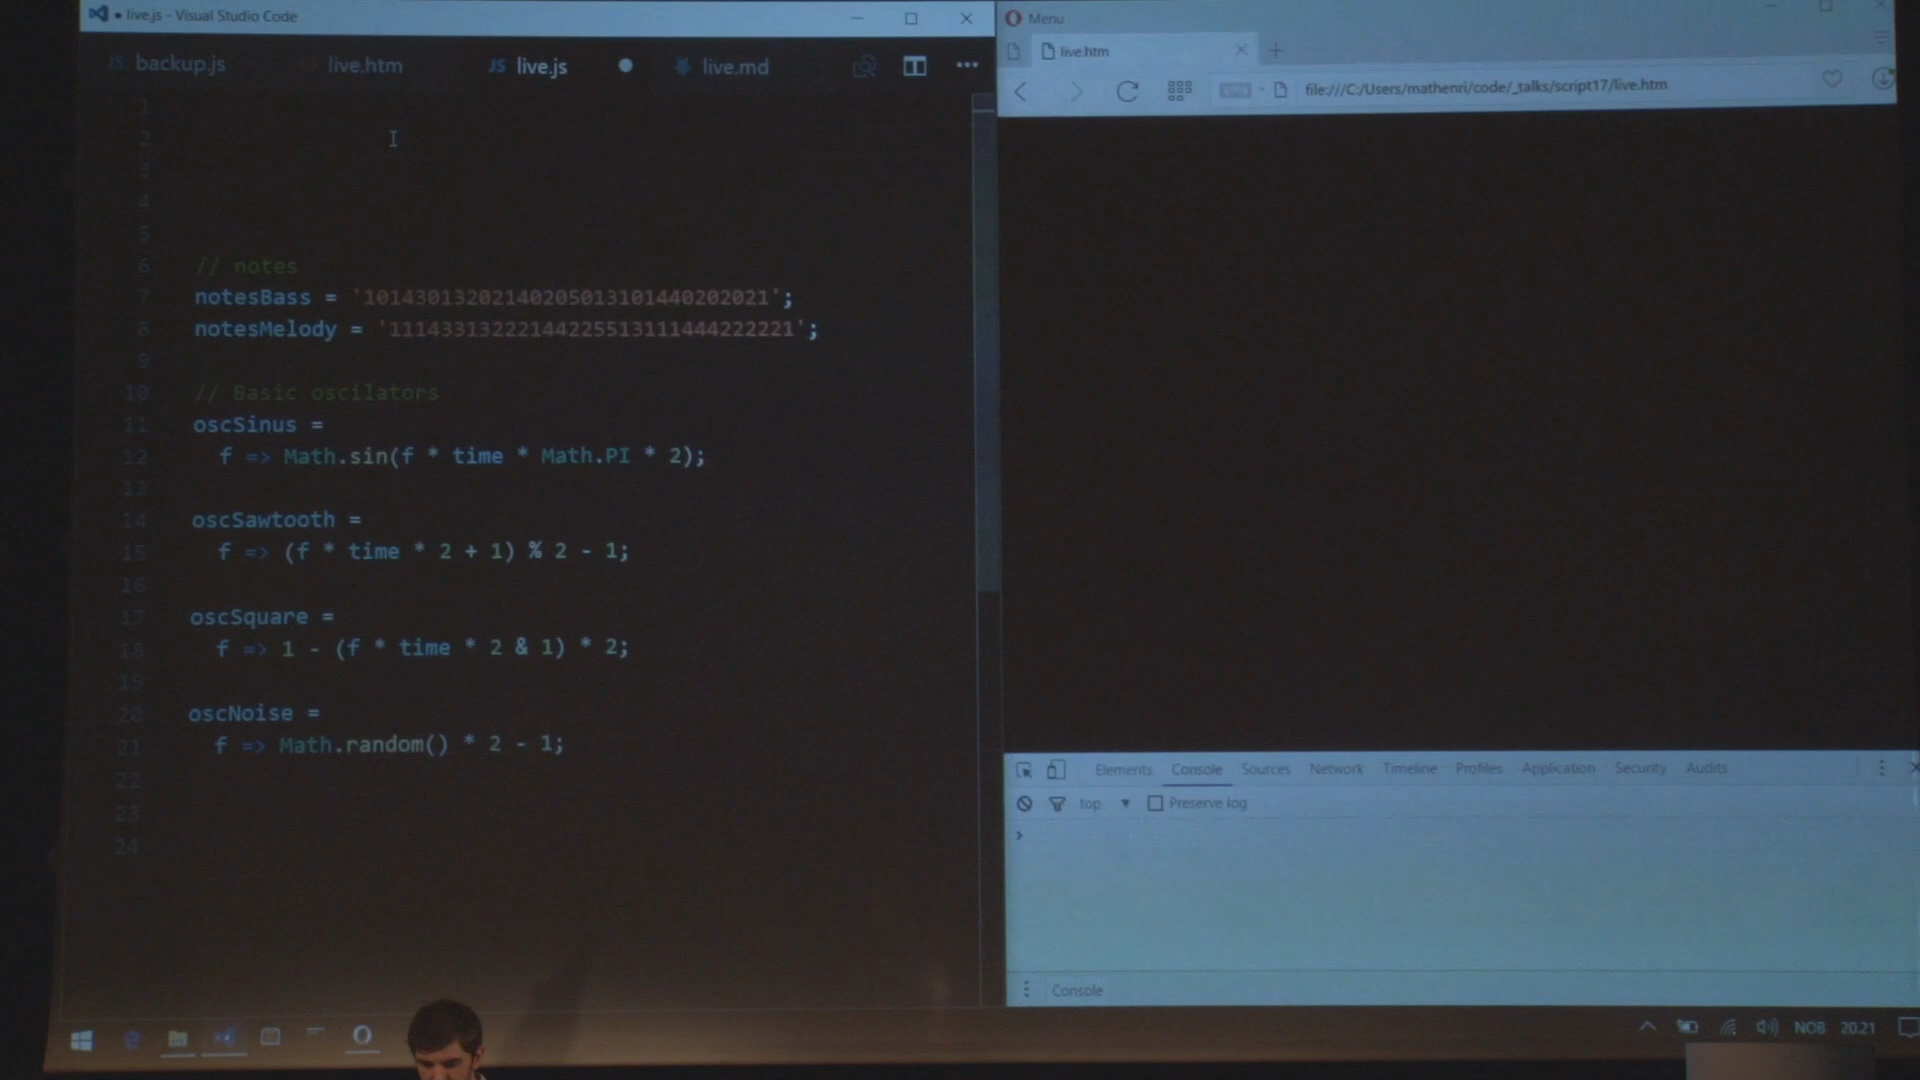 live.js - Visual Studio Code
backup.js live.htm JS live.js live.md
1
2
3
4
5
6 // notes
7 notesBass = '10143013202140205013101440202021';
8 notesMelody = '11143313222144225513111444222221';
9
10 // Basic oscilators
11 oscSinus =
12 f => Math.sin(f * time * Math.PI * 2);
13
14 oscSawtooth =
15 f => (f * time * 2 + 1) % 2 - 1;
16
17 oscSquare =
18 f => 1 - (f * time * 2 & 1) * 2;
19
20 oscNoise =
21 f => Math.random() * 2 - 1;
22
23
24
Menu
live.htm
VPN file:///C:/Users/mathenri/code/_talks/script17/live.htm
Elements Console Sources Network Timeline Profiles Application Security Audits
top Preserve log
Console
NOB 20.21